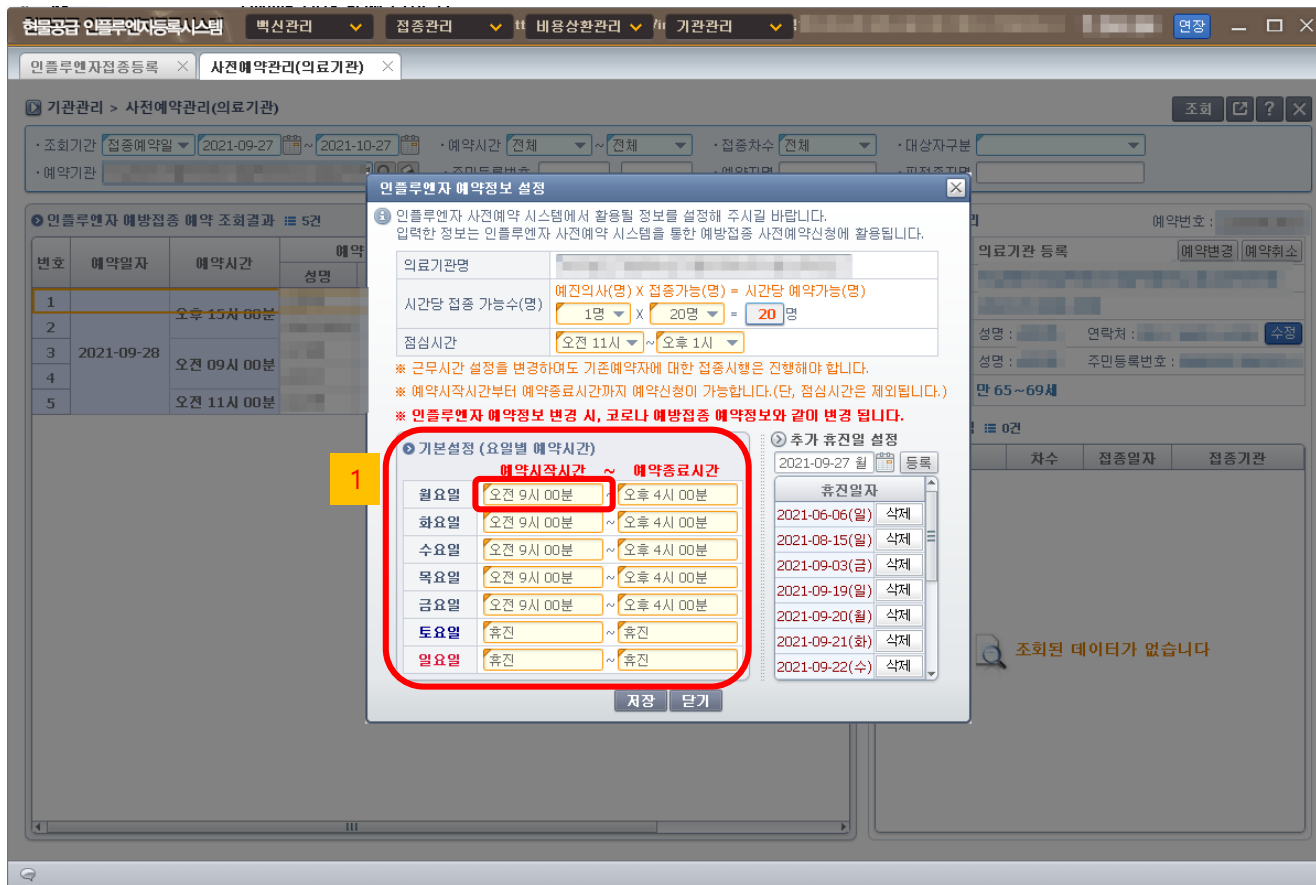 현물공급 인플루엔자등록시스템 백신관리 접종관리 비용상환관리 기관관리 연장
인플루엔자접종등록 사전예약관리(의료기관)
기관관리 > 사전예약관리(의료기관) 조회 ?
· 조회기간 접종예약일 2021-09-27 ~ 2021-10-27 · 예약시간 전체 ~ 전체 · 접종차수 전체 · 대상자구분
· 예약기관
인플루엔자 예약정보 설정
인플루엔자 사전예약 시스템에서 활용될 정보를 설정해 주시길 바랍니다.
입력한 정보는 인플루엔자 사전예약 시스템을 통한 예방접종 사전예약신청에 활용됩니다.
의료기관명
시간당 접종 가능수(명) 예진의사(명) X 접종가능(명) = 시간당 예약가능(명)
1명 X 20명 = 20 명
점심시간 오전 11시 ~ 오후 1시
※ 근무시간 설정을 변경하여도 기존예약자에 대한 접종시행은 진행해야 합니다.
※ 예약시작시간부터 예약종료시간까지 예약신청이 가능합니다.(단, 점심시간은 제외됩니다.)
※ 인플루엔자 예약정보 변경 시, 코로나 예방접종 예약정보와 같이 변경 됩니다.
1
기본설정 (요일별 예약시간)
예약시작시간 ~ 예약종료시간
월요일 오전 9시 00분 ~ 오후 4시 00분
화요일 오전 9시 00분 ~ 오후 4시 00분
수요일 오전 9시 00분 ~ 오후 4시 00분
목요일 오전 9시 00분 ~ 오후 4시 00분
금요일 오전 9시 00분 ~ 오후 4시 00분
토요일 휴진 ~ 휴진
일요일 휴진 ~ 휴진
추가 휴진일 설정
2021-09-27 월 등록
휴진일자
2021-06-06(일) 삭제
2021-08-15(일) 삭제
2021-09-03(금) 삭제
2021-09-19(일) 삭제
2021-09-20(월) 삭제
2021-09-21(화) 삭제
2021-09-22(수) 삭제
저장 닫기
인플루엔자 예방접종 예약 조회결과 5건
번호 예약일자 예약시간 예약
성명
1
오후 15시 00분
2
3 2021-09-28
오전 09시 00분
4
5 오전 11시 00분
예약번호 :
의료기관 등록 예약변경 예약취소
성명 : 연락처 : 수정
성명 : 주민등록번호 :
만 65~69세
0건
차수 접종일자 접종기관
조회된 데이터가 없습니다